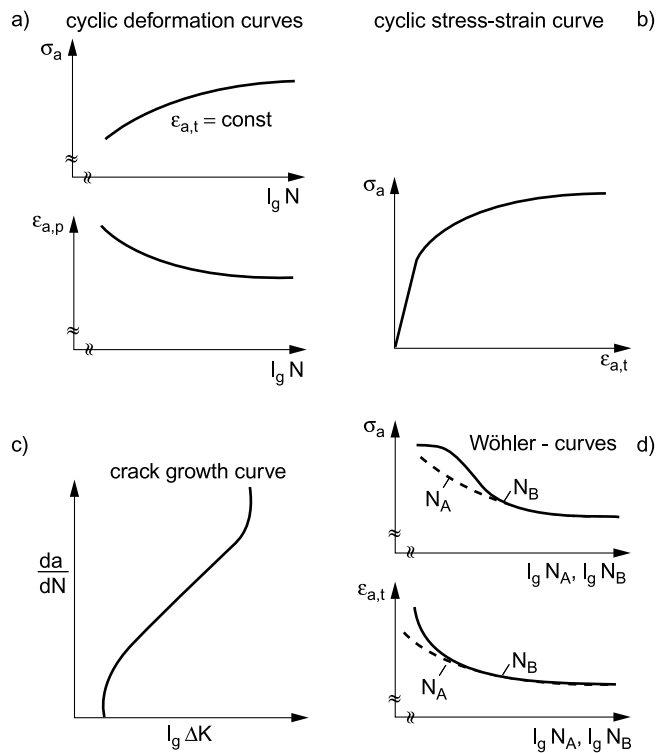 a)
cyclic deformation curves
σa
εa,t = const
lg N
εa,p
lg N
cyclic stress-strain curve
b)
σa
εa,t
c)
crack growth curve
da
dN
lg ΔK
σa
Wöhler - curves
d)
NA
NB
lg NA, lg NB
εa,t
NA
NB
lg NA, lg NB